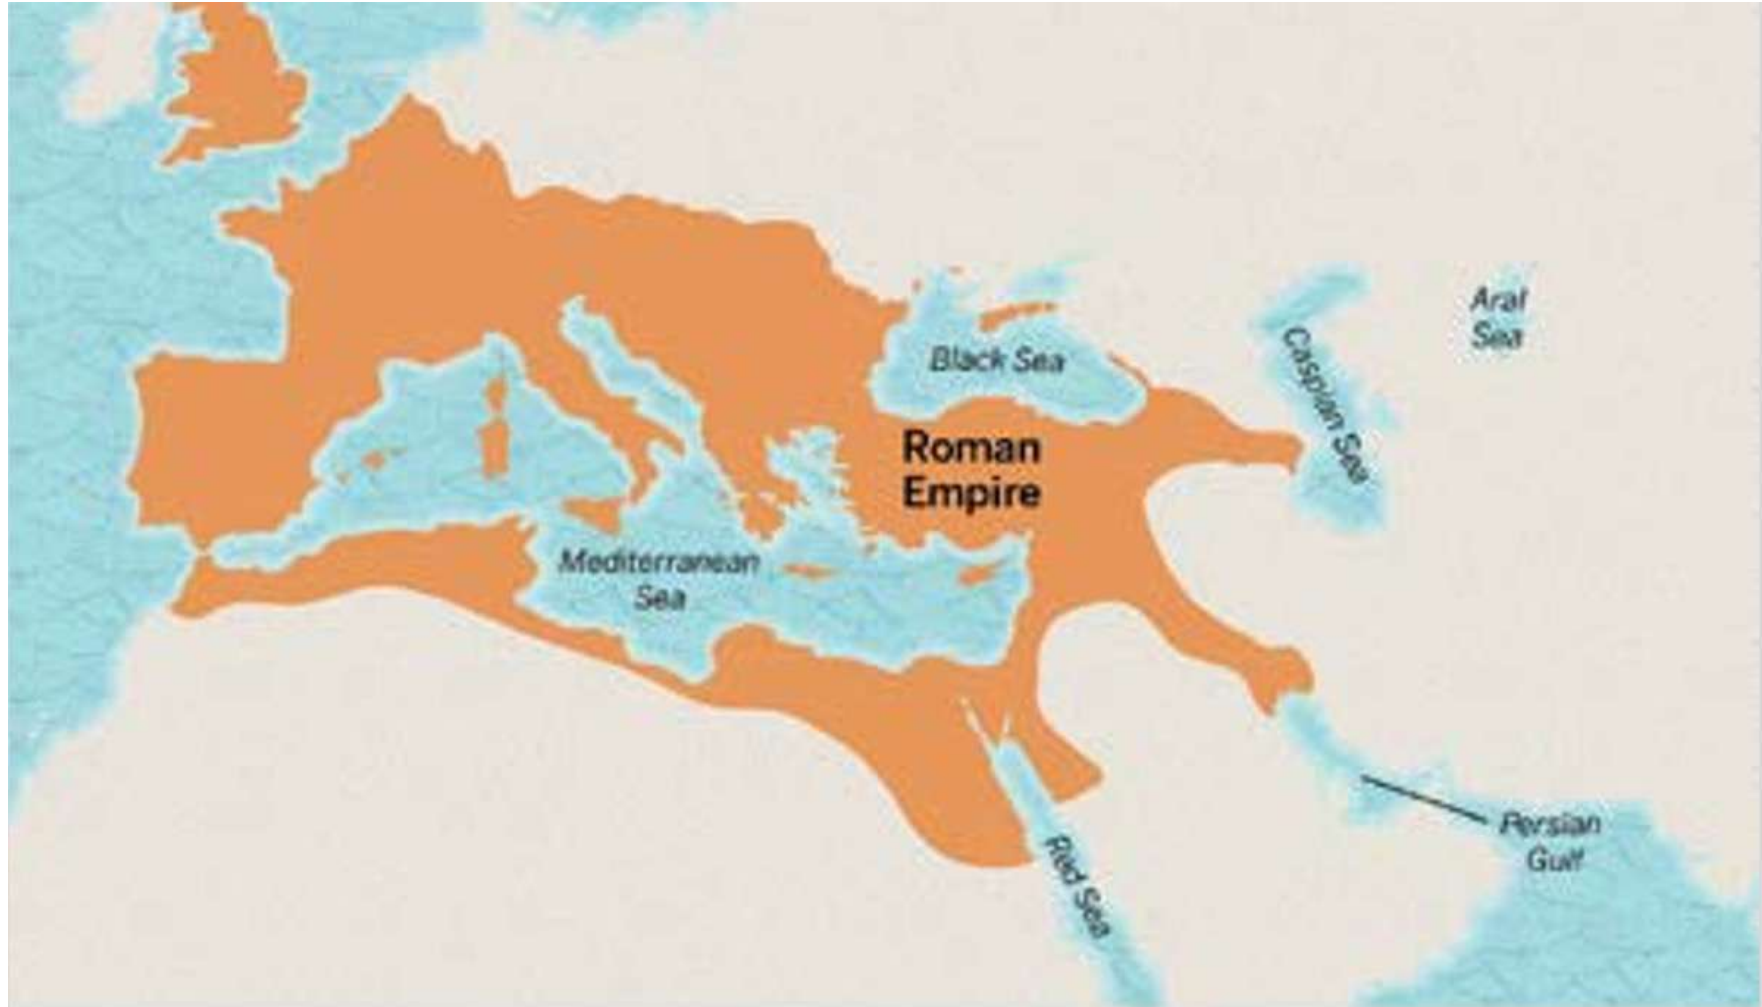 Aral
Sea
Black Sea
Caspian Sea
Roman
Empire
Mediterranean
Sea
Persian
Gulf
Red Sea